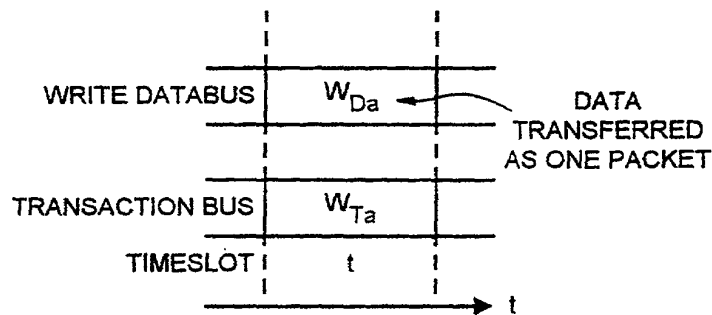 WRITE DATABUS
W_Da
DATA
TRANSFERRED
AS ONE PACKET
TRANSACTION BUS
W_Ta
TIMESLOT
t
t